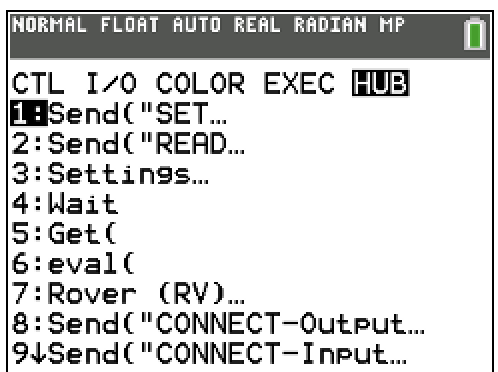 NORMAL FLOAT AUTO REAL RADIAN MP
CTL I/O COLOR EXEC HUB
1:Send("SET…
2:Send("READ…
3:Settings…
4:Wait
5:Get(
6:eval(
7:Rover (RV)…
8:Send("CONNECT-Output…
9↓Send("CONNECT-Input…